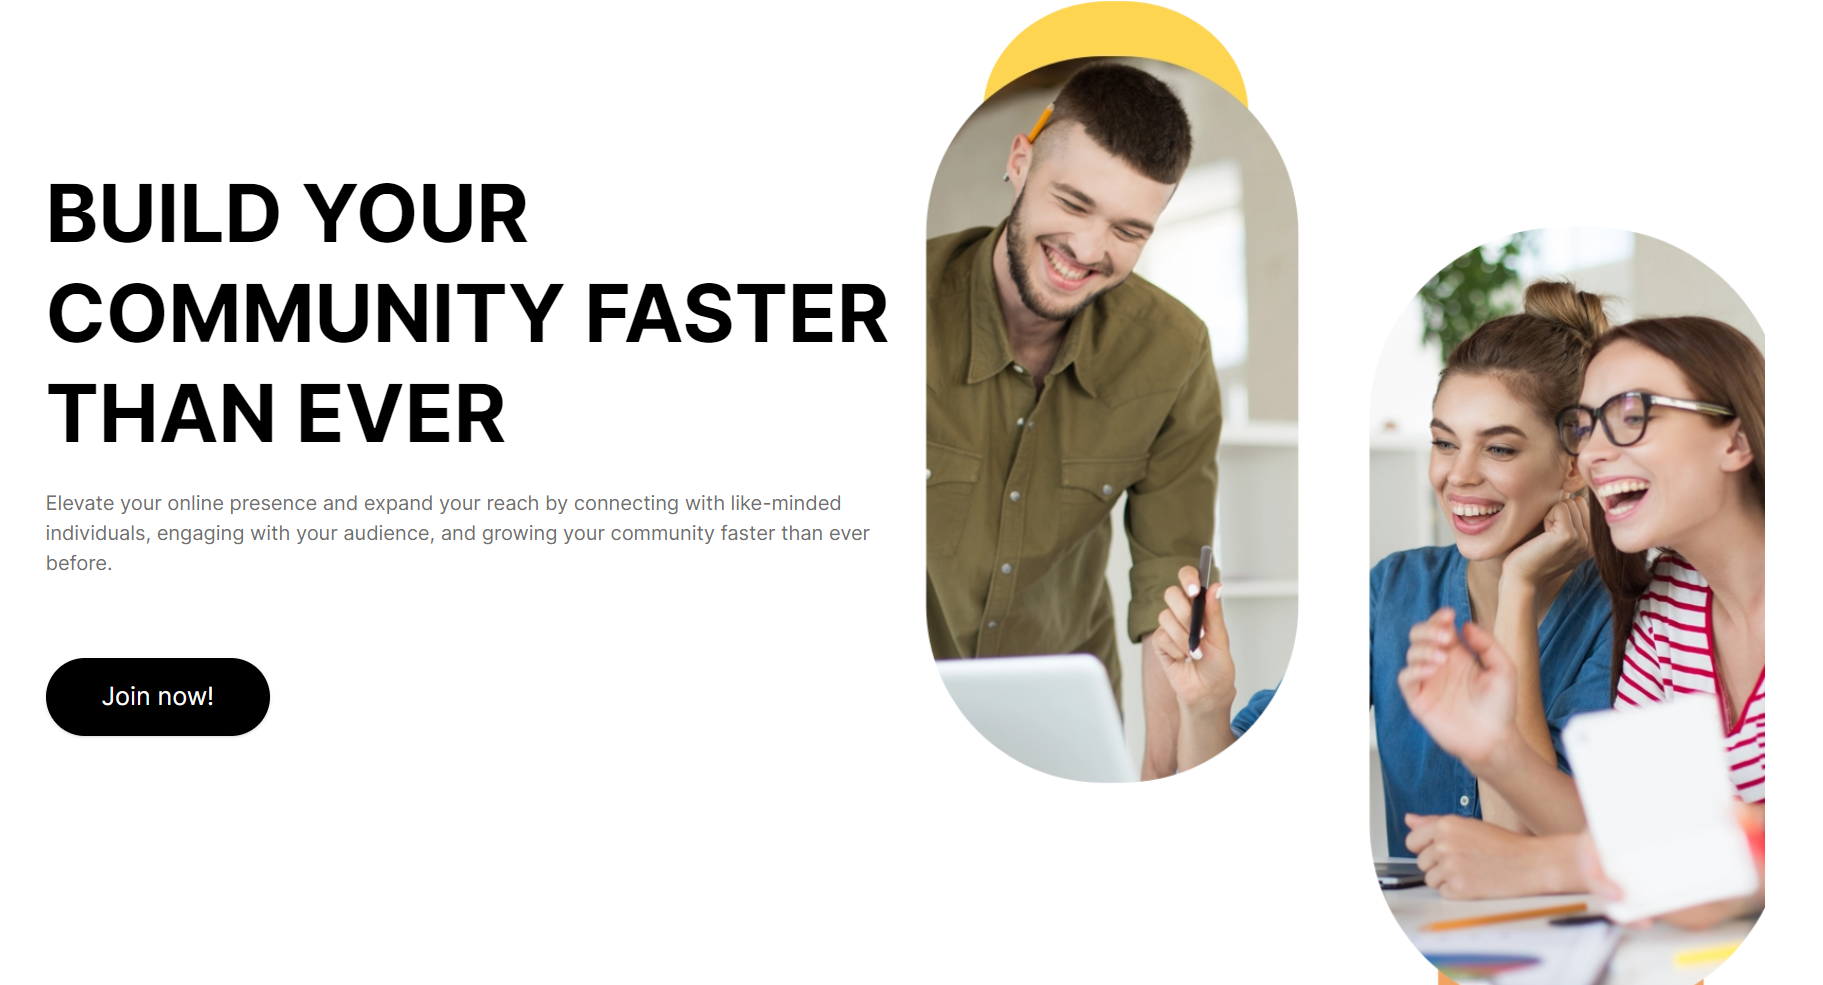 BUILD YOUR
COMMUNITY FASTER
THAN EVER
Elevate your online presence and expand your reach by connecting with like-minded
individuals, engaging with your audience, and growing your community faster than ever
before.
Join now!